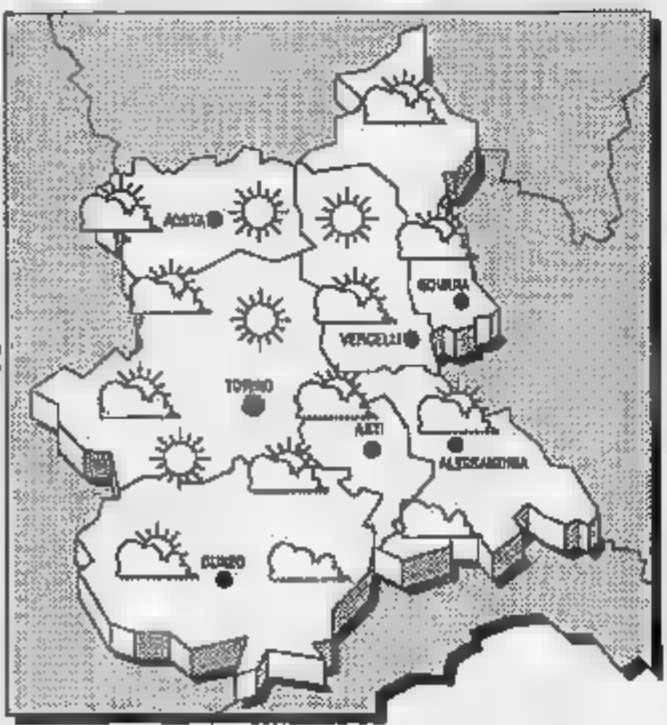 AOSTA
NOVARA
VERCELLI
TORINO
ASTI
ALESSANDRIA
CUNEO